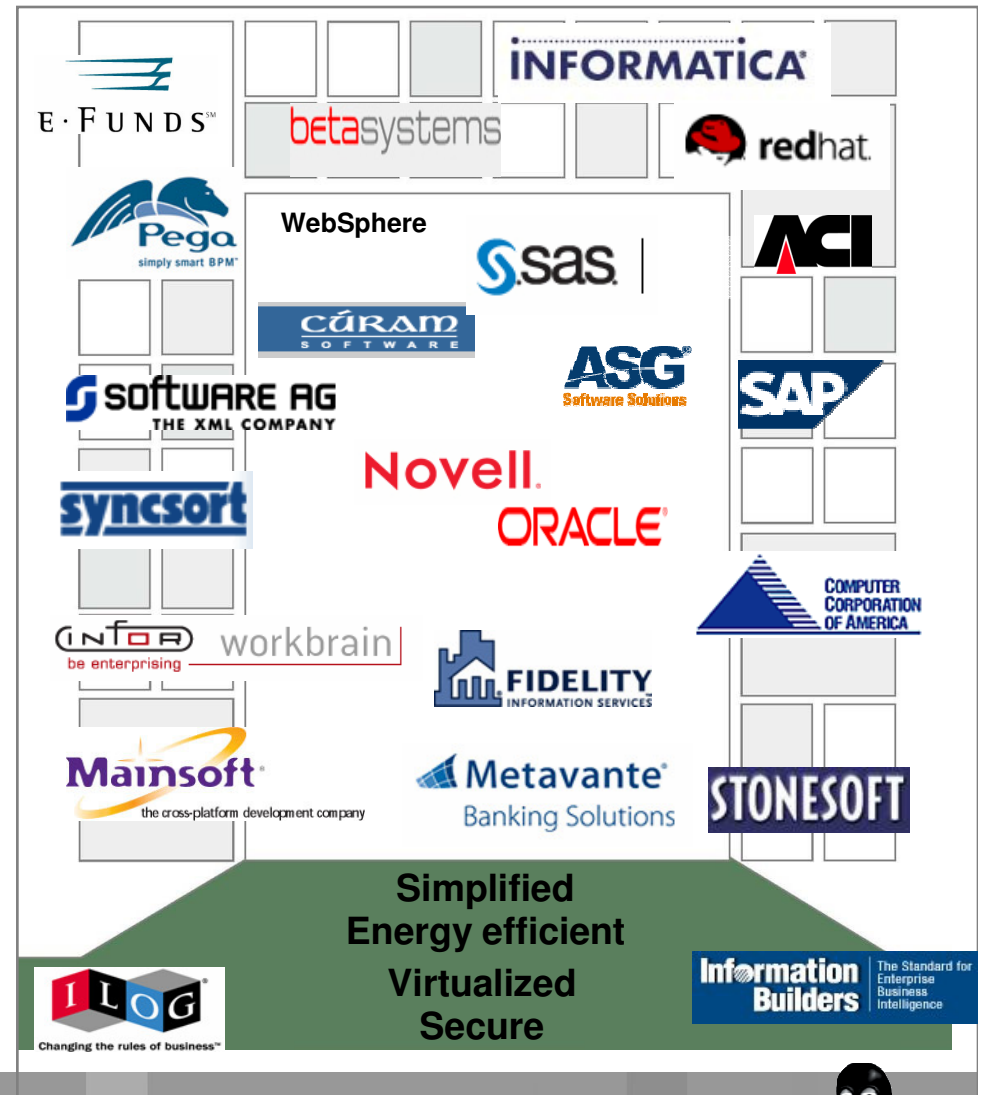 INFORMATICA®
E·FUNDS℠
betasystems
redhat.
Pega
simply smart BPM®
WebSphere
S.sas.
ACI
CÚRAM
SOFTWARE
ASG®
Software Solutions
SAP
SOFTWARE AG
THE XML COMPANY
Novell®
syncsort
ORACLE®
COMPUTER
CORPORATION
OF AMERICA
INFOR workbrain
be enterprising
FIDELITY
INFORMATION SERVICES
Mainsoft®
the cross-platform development company
Metavante®
Banking Solutions
STONESOFT
Simplified
Energy efficient
Virtualized
Secure
ILOG®
Changing the rules of business™
Information
Builders
The Standard for
Enterprise
Business
Intelligence